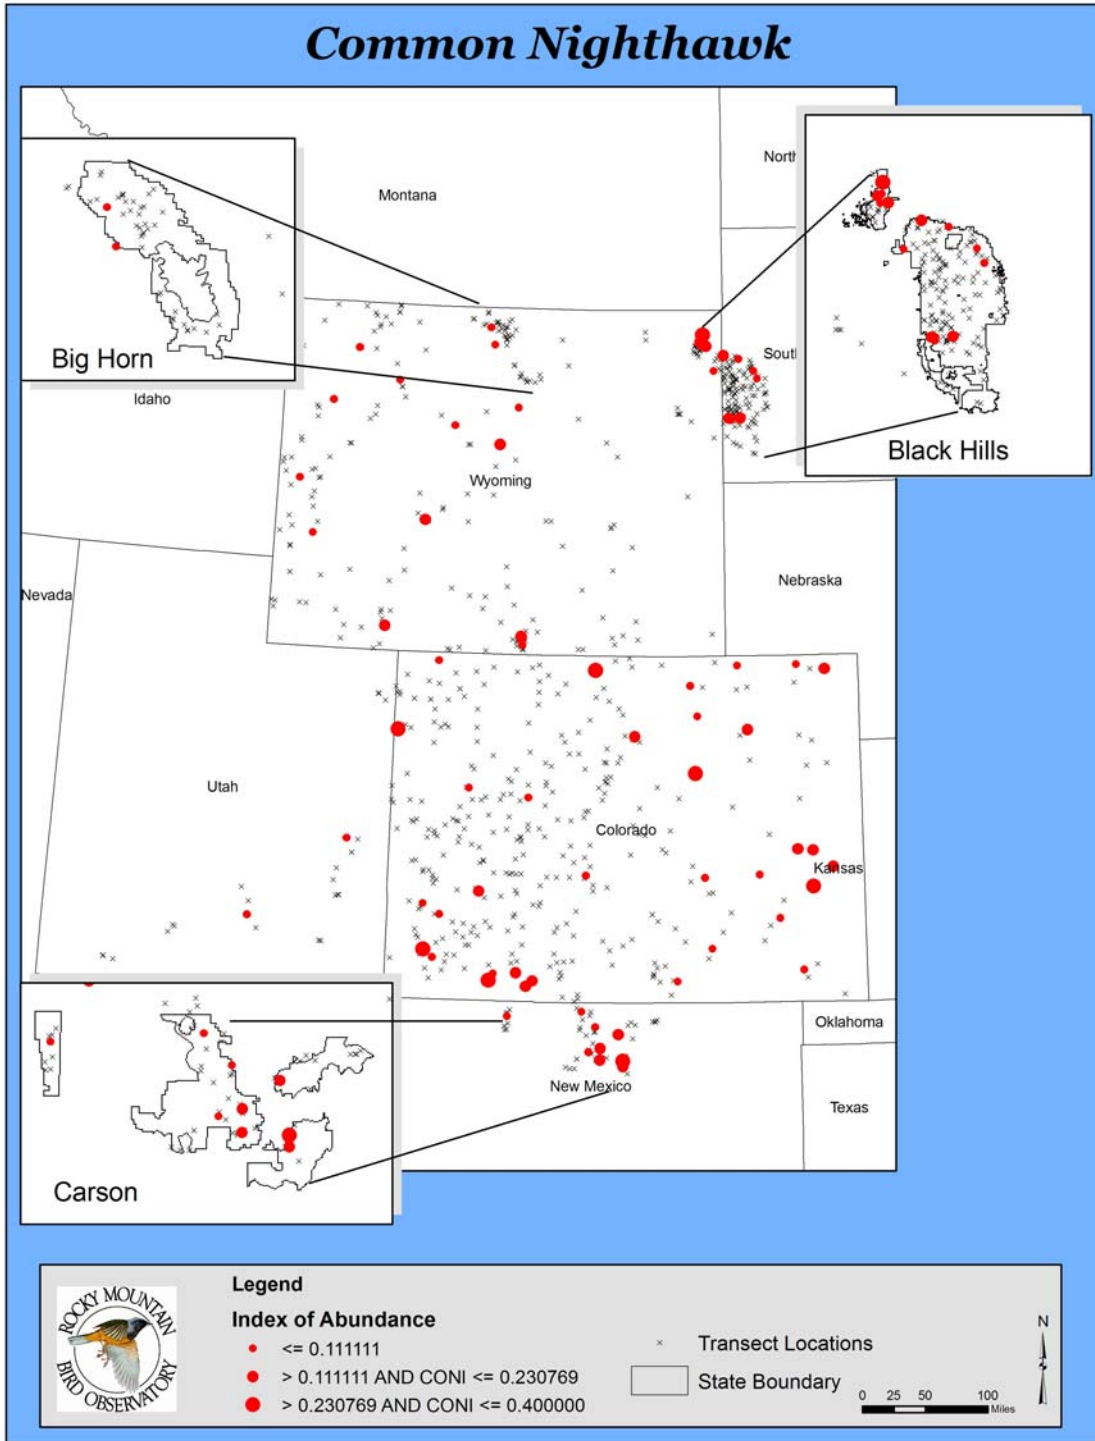 Common Nighthawk
Montana
North
Big Horn
Idaho
South
Black Hills
Wyoming
Nebraska
Nevada
Utah
Colorado
Kansas
Oklahoma
New Mexico
Texas
Carson
Legend
Index of Abundance
<= 0.111111
> 0.111111 AND CONI <= 0.230769
> 0.230769 AND CONI <= 0.400000
Transect Locations
State Boundary
N
0 25 50 100
Miles
ROCKY MOUNTAIN
BIRD OBSERVATORY